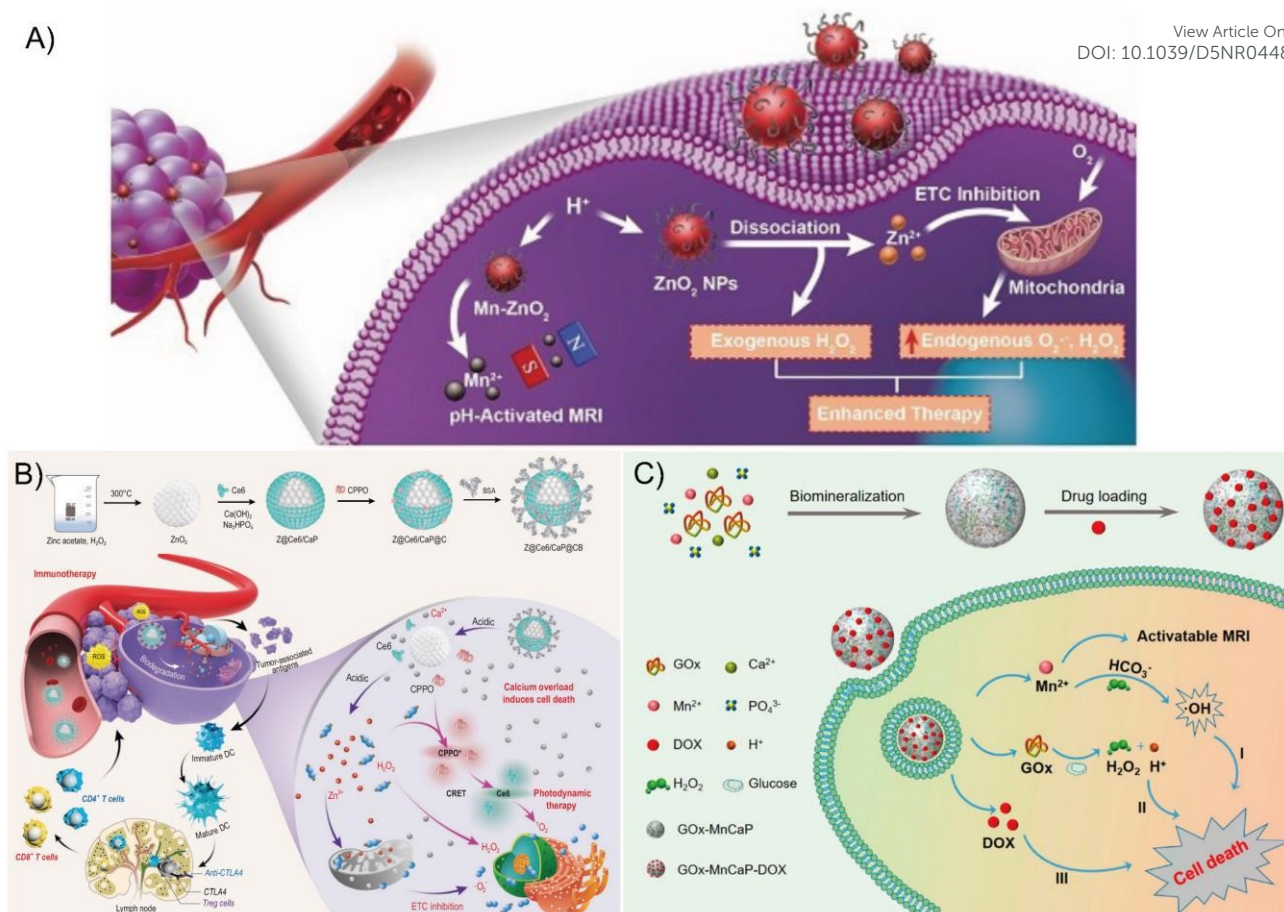 View Article On
DOI: 10.1039/D5NR0448
A)
O₂
H⁺
ETC Inhibition
Dissociation
Zn²⁺
Mn-ZnO₂
ZnO₂ NPs
Mitochondria
N
S
Mn²⁺
Exogenous H₂O₂
Endogenous O₂·⁻, H₂O₂
pH-Activated MRI
Enhanced Therapy
B)
300°C
Ce6
CPPO
BSA
Ca(OH)₂
Na₂HPO₄
Zinc acetate, H₂O₂
ZnO₂
Z@Ce6/CaP
Z@Ce6/CaP@C
Z@Ce6/CaP@CB
Immunotherapy
ROS
ROS
Biodegradation
Tumor-associated
antigens
Ca²⁺
Ce6
Acidic
CPPO
Acidic
Calcium overload
induces cell death
Immature DC
H₂O₂
CPPO*
Zn²⁺
CRET
Ce6
Photodynamic
therapy
¹O₂
CD4⁺ T cells
Mature DC
H₂O₂
CD8⁺ T cells
Anti-CTLA4
CTLA4
Treg cells
·O₂⁻
Lymph node
ETC inhibition
C)
Biomineralization
Drug loading
GOx
Ca²⁺
Mn²⁺
PO₄³⁻
DOX
H⁺
H₂O₂
Glucose
GOx-MnCaP
GOx-MnCaP-DOX
Activatable MRI
Mn²⁺
HCO₃⁻
·OH
GOx
H₂O₂
+
H⁺
I
II
DOX
III
Cell death